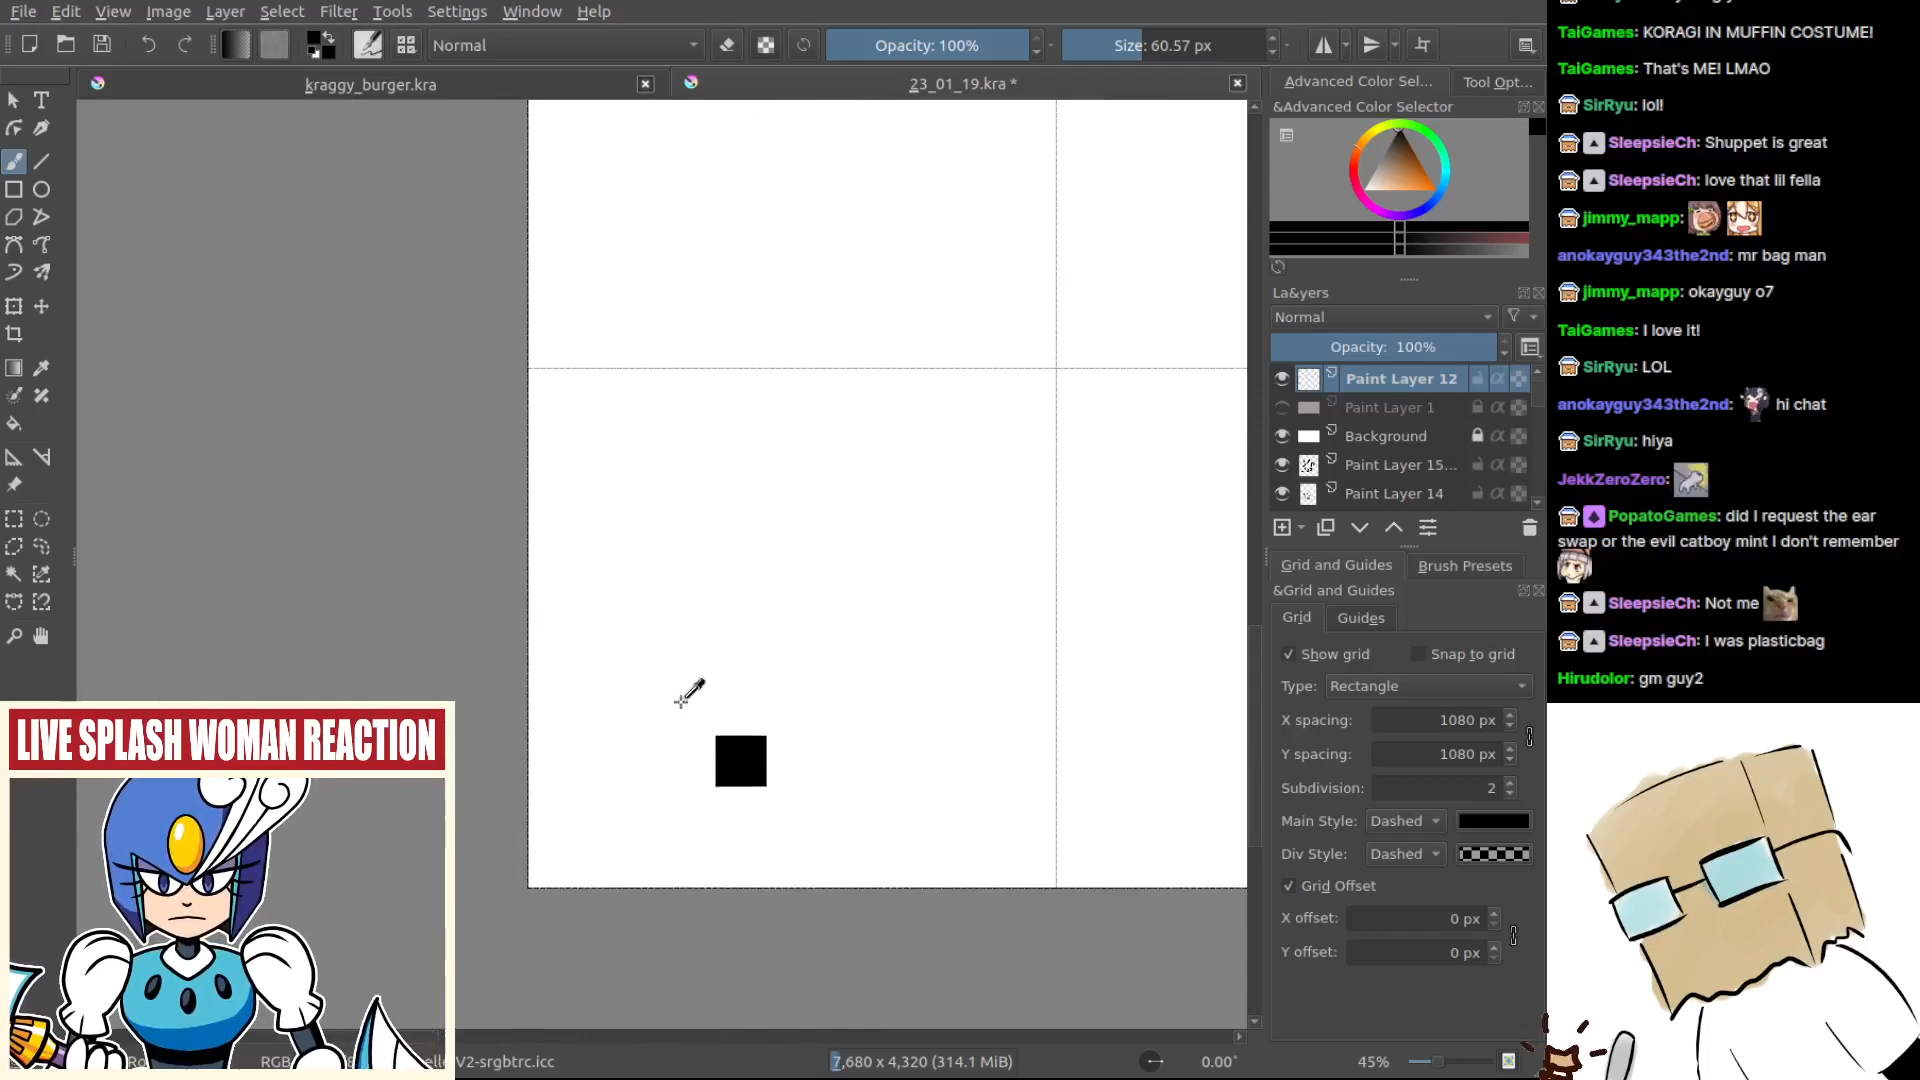 File Edit View Image Layer Select Filter Tools Settings Window Help
Normal
Opacity: 100%
Size: 60.57 px
kraggy_burger.kra
23_01_19.kra *
Advanced Color Sel...
Tool Opt...
&Advanced Color Selector
La&yers
Normal
Opacity: 100%
Paint Layer 12
Paint Layer 1
Background
Paint Layer 15...
Paint Layer 14
Grid and Guides
Brush Presets
&Grid and Guides
Grid
Guides
Show grid
Snap to grid
Type: Rectangle
X spacing: 1080 px
Y spacing: 1080 px
Subdivision: 2
Main Style: Dashed
Div Style: Dashed
Grid Offset
X offset: 0 px
Y offset: 0 px
RGB
V2-srgbtrc.icc
7,680 x 4,320 (314.1 MiB)
0.00°
45%
LIVE SPLASH WOMAN REACTION
TaiGames: KORAGI IN MUFFIN COSTUME!
TaiGames: That's ME! LMAO
SirRyu: lol!
SleepsieCh: Shuppet is great
SleepsieCh: love that lil fella
jimmy_mapp:
anokayguy343the2nd: mr bag man
jimmy_mapp: okayguy o7
TaiGames: I love it!
SirRyu: LOL
anokayguy343the2nd: hi chat
SirRyu: hiya
JekkZeroZero:
PopatoGames: did I request the ear
swap or the evil catboy mint I don't remember
SleepsieCh: Not me
SleepsieCh: I was plasticbag
Hirudolor: gm guy2